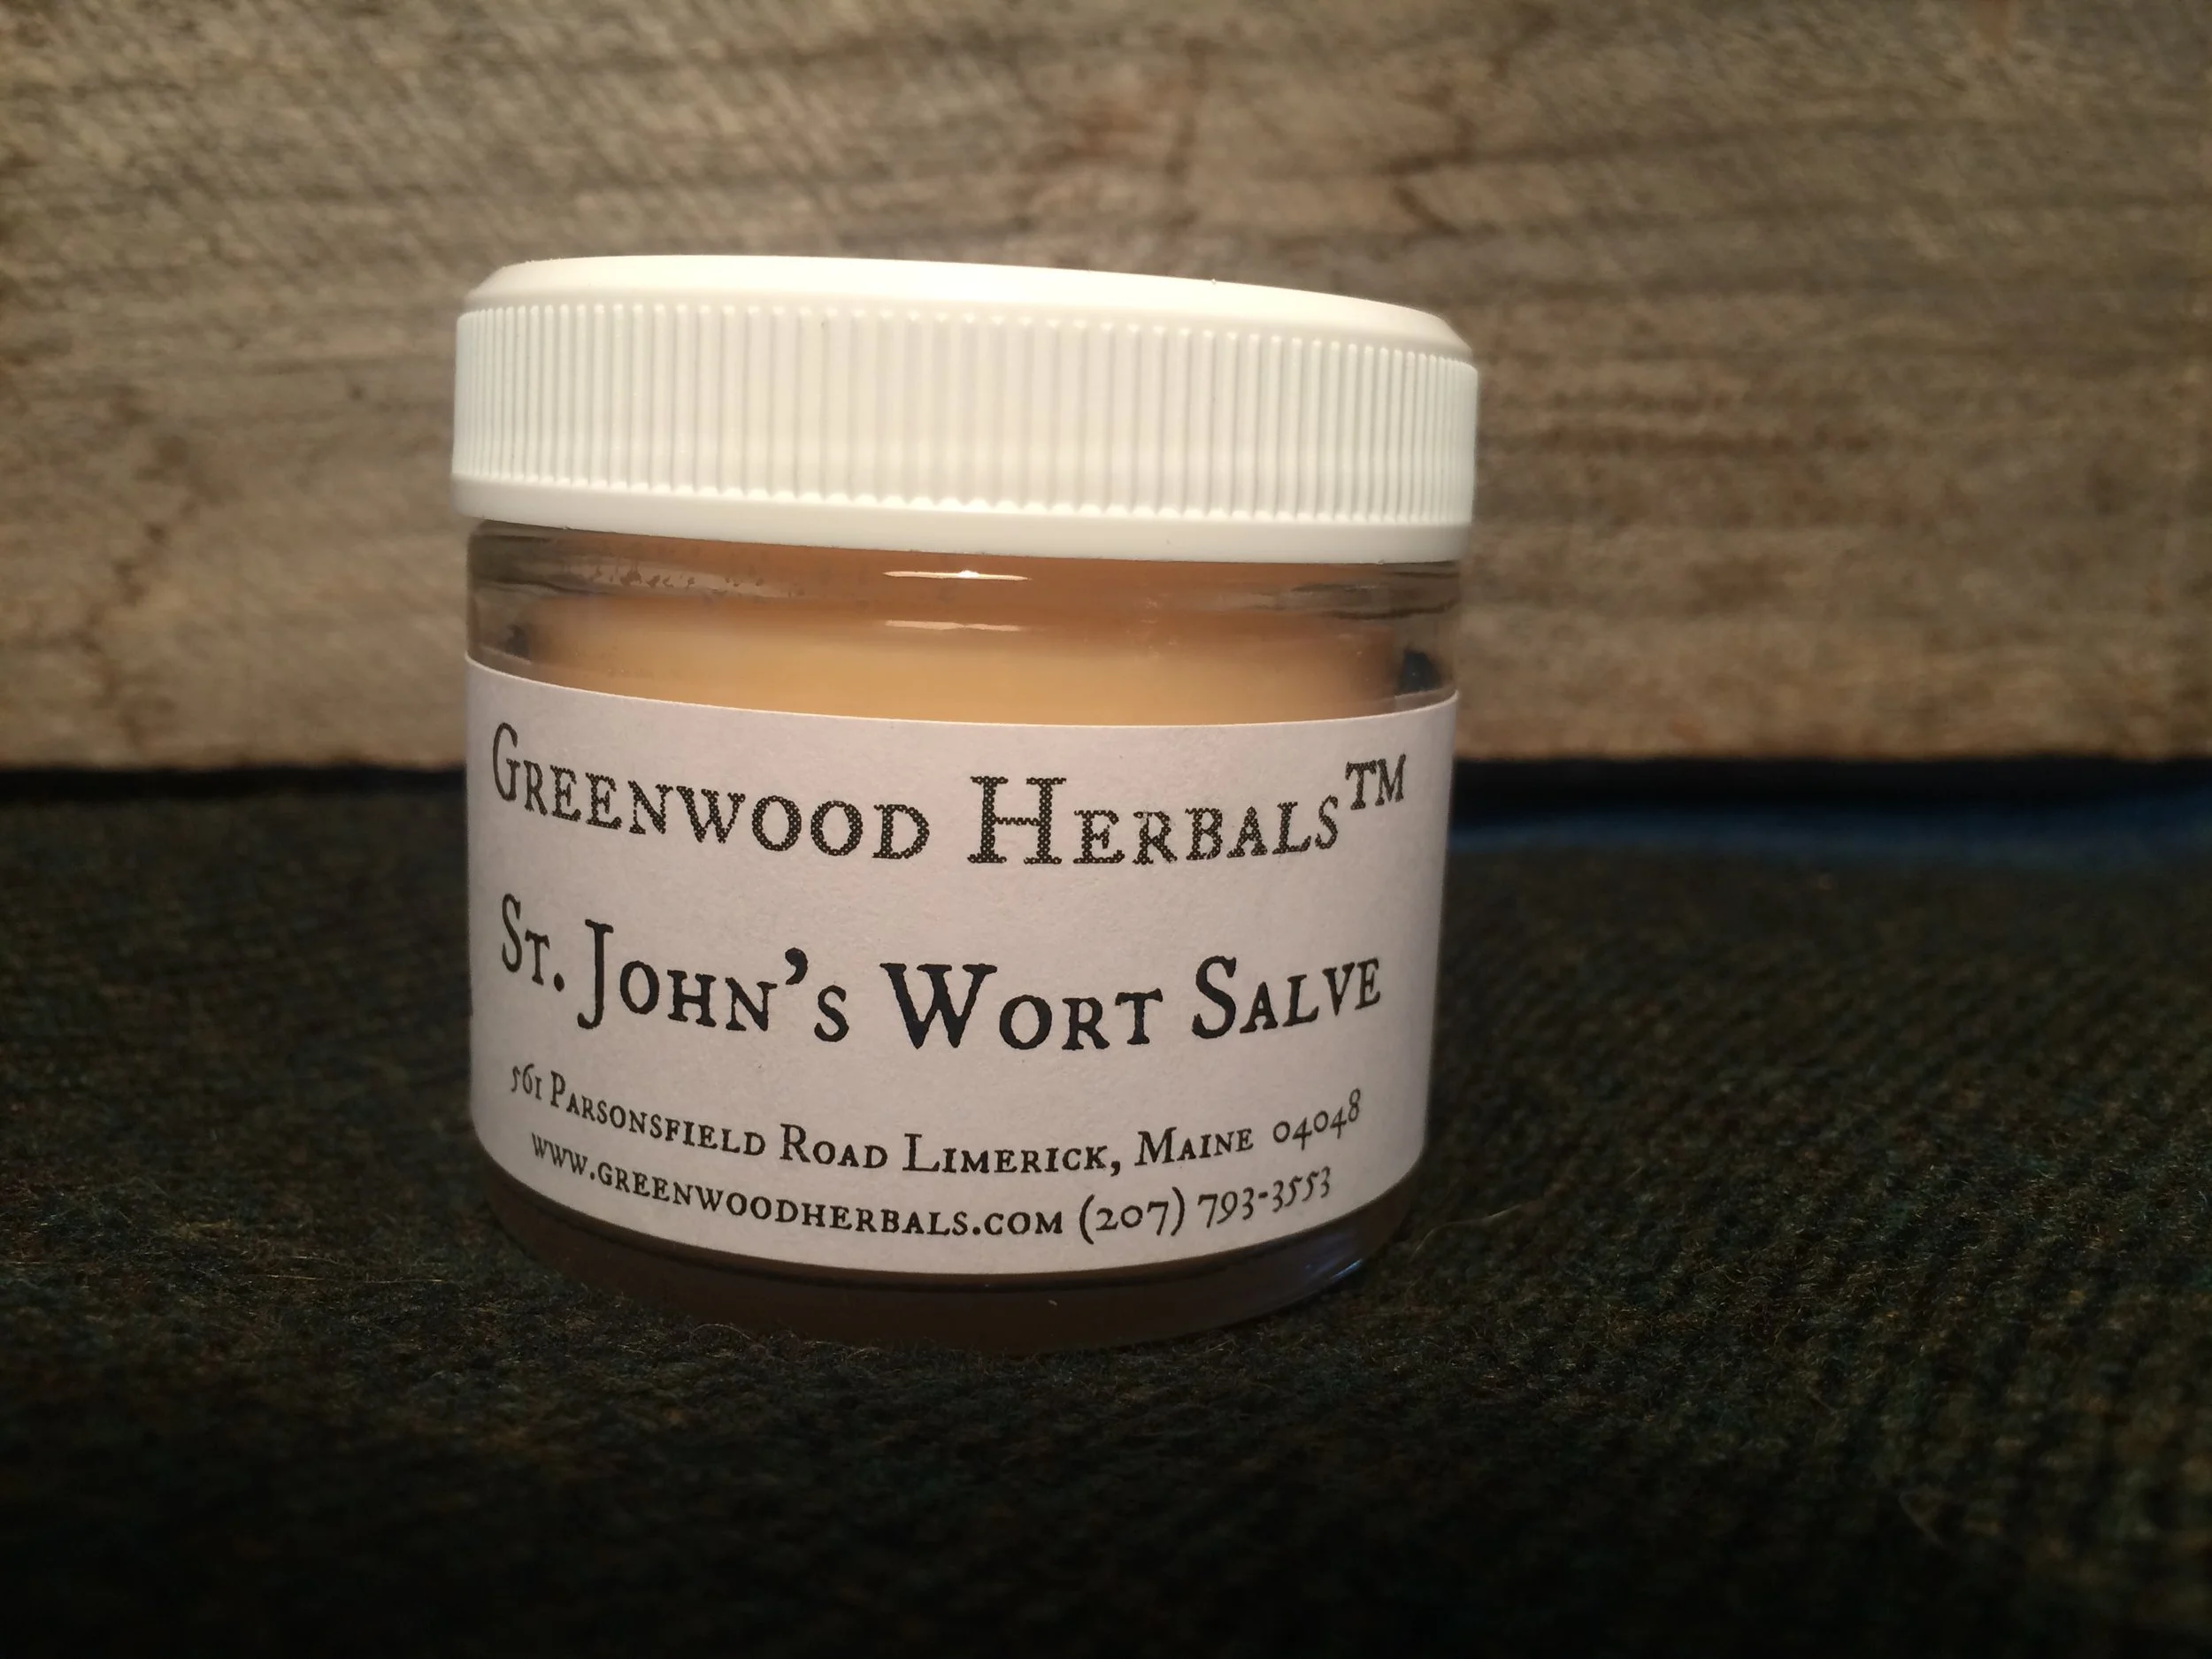 Greenwood Herbals™
St. John's Wort Salve
561 Parsonsfield Road Limerick, Maine 04048
www.greenwoodherbals.com (207) 793-3553